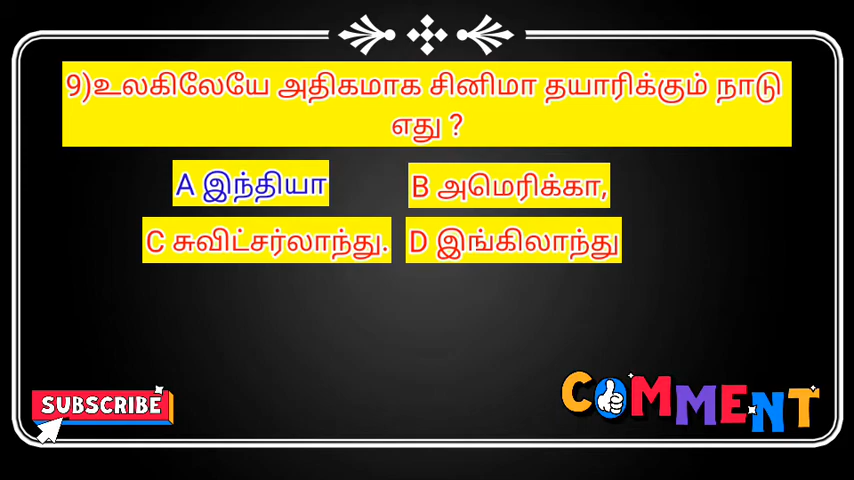 9)உலகிலேயே அதிகமாக சினிமா தயாரிக்கும் நாடு
எது ?
A இந்தியா
B அமெரிக்கா,
C சுவிட்சர்லாந்து.
D இங்கிலாந்து
SUBSCRIBE
COMMENT